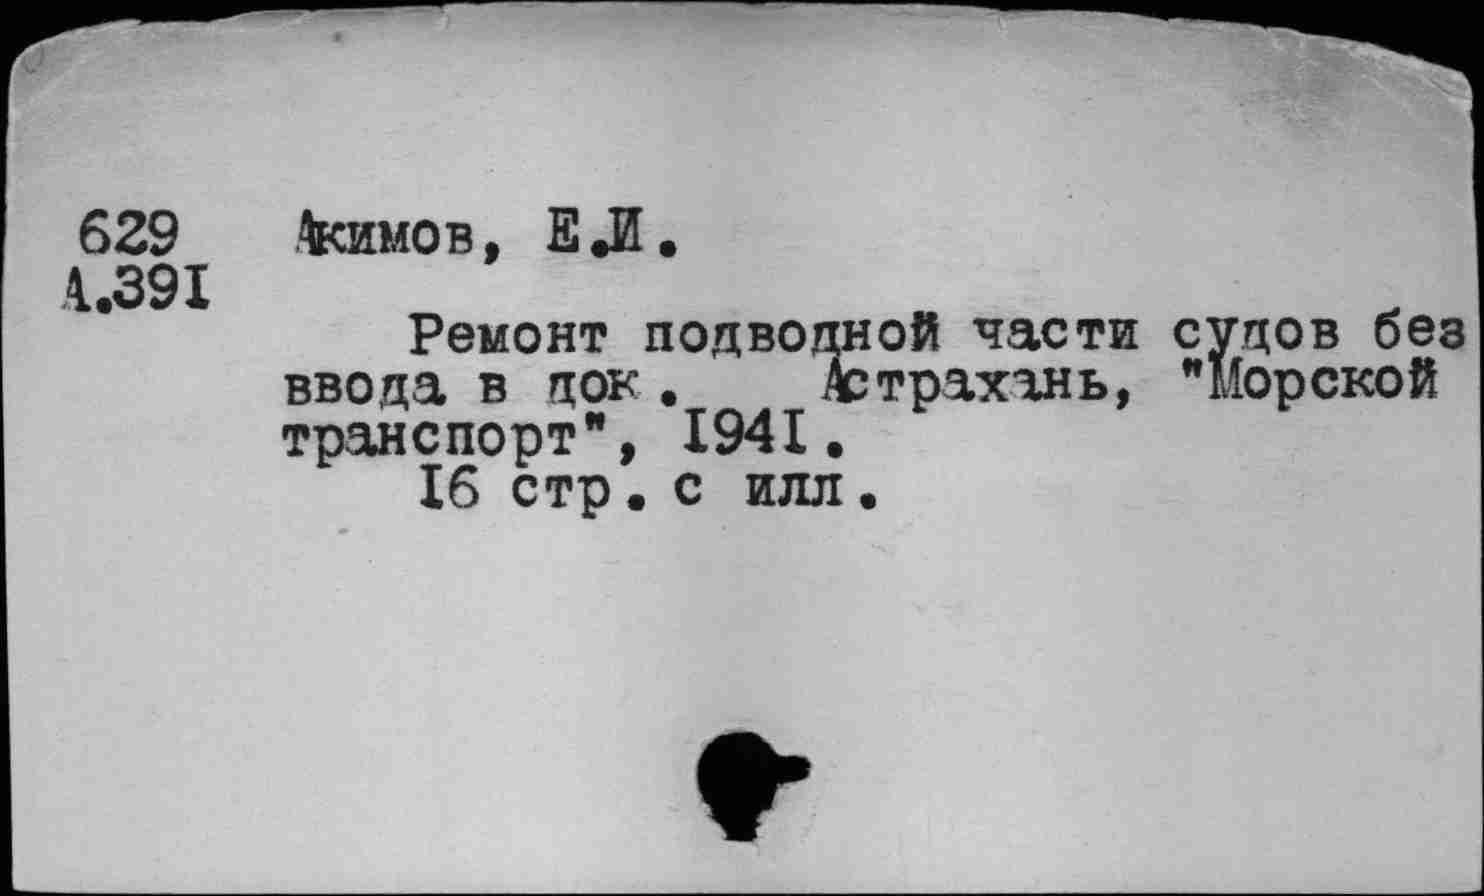 629 Акимов, Е.И.
А.391
Ремонт подводной части судов без
ввода в док. Астрахань, "Морской
транспорт", 1941.
16 стр. с илл.